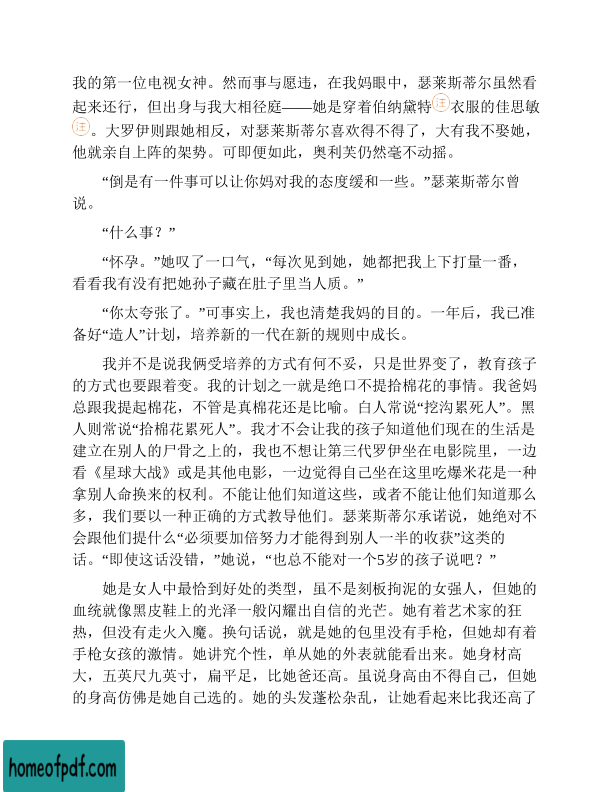 我的第一位电视女神。然而事与愿违，在我妈眼中，瑟莱斯蒂尔虽然看
起来还行，但出身与我大相径庭——她是穿着伯纳黛特注衣服的佳思敏
注。大罗伊则跟她相反，对瑟莱斯蒂尔喜欢得不得了，大有我不娶她，
他就亲自上阵的架势。可即便如此，奥利芙仍然毫不动摇。
“倒是有一件事可以让你妈对我的态度缓和一些。”瑟莱斯蒂尔曾
说。
“什么事？”
“怀孕。”她叹了一口气，“每次见到她，她都把我上下打量一番，
看看我有没有把她孙子藏在肚子里当人质。”
“你太夸张了。”可事实上，我也清楚我妈的目的。一年后，我已准
备好“造人”计划，培养新的一代在新的规则中成长。
我并不是说我俩受培养的方式有何不妥，只是世界变了，教育孩子
的方式也要跟着变。我的计划之一就是绝口不提拾棉花的事情。我爸妈
总跟我提起棉花，不管是真棉花还是比喻。白人常说“挖沟累死人”。黑
人则常说“拾棉花累死人”。我才不会让我的孩子知道他们现在的生活是
建立在别人的尸骨之上的，我也不想让第三代罗伊坐在电影院里，一边
看《星球大战》或是其他电影，一边觉得自己坐在这里吃爆米花是一种
拿别人命换来的权利。不能让他们知道这些，或者不能让他们知道那么
多，我们要以一种正确的方式教导他们。瑟莱斯蒂尔承诺说，她绝对不
会跟他们提什么“必须要加倍努力才能得到别人一半的收获”这类的
话。“即使这话没错，”她说，“也总不能对一个5岁的孩子说吧？”
她是女人中最恰到好处的类型，虽不是刻板拘泥的女强人，但她的
血统就像黑皮鞋上的光泽一般闪耀出自信的光芒。她有着艺术家的狂
热，但没有走火入魔。换句话说，就是她的包里没有手枪，但她却有着
手枪女孩的激情。她讲究个性，单从她的外表就能看出来。她身材高
大，五英尺九英寸，扁平足，比她爸还高。虽说身高由不得自己，但她
的身高仿佛是她自己选的。她的头发蓬松杂乱，让她看起来比我还高了
homeofpdf.com